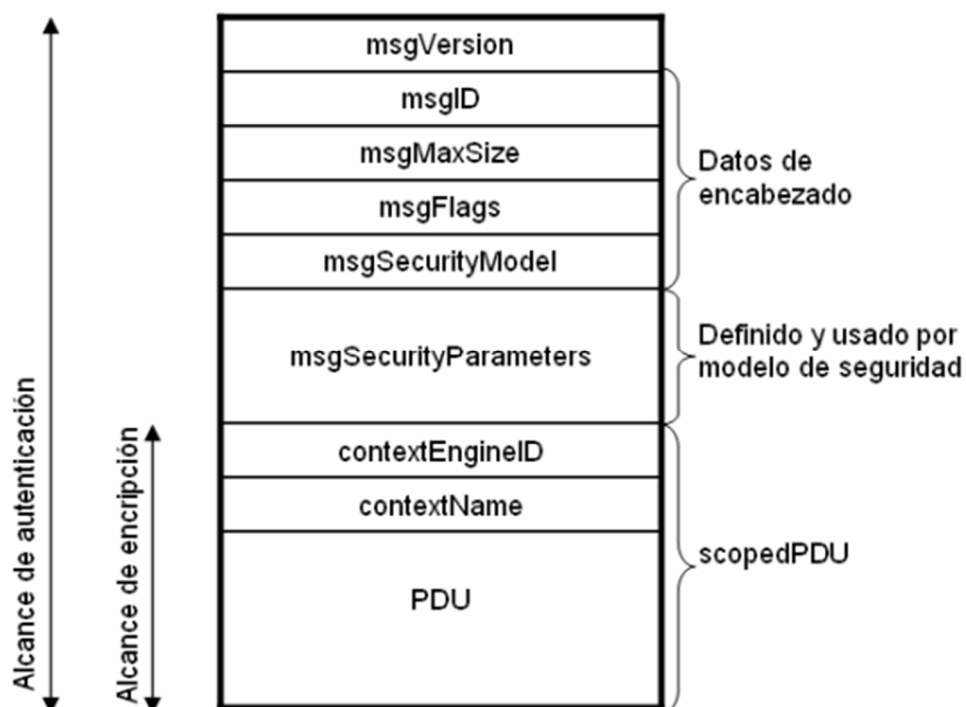 msgVersion
msgID
msgMaxSize
msgFlags
msgSecurityModel
msgSecurityParameters
contextEngineID
contextName
PDU
Datos de
encabezado
Definido y usado por
modelo de seguridad
scopedPDU
Alcance de autenticación
Alcance de encripción